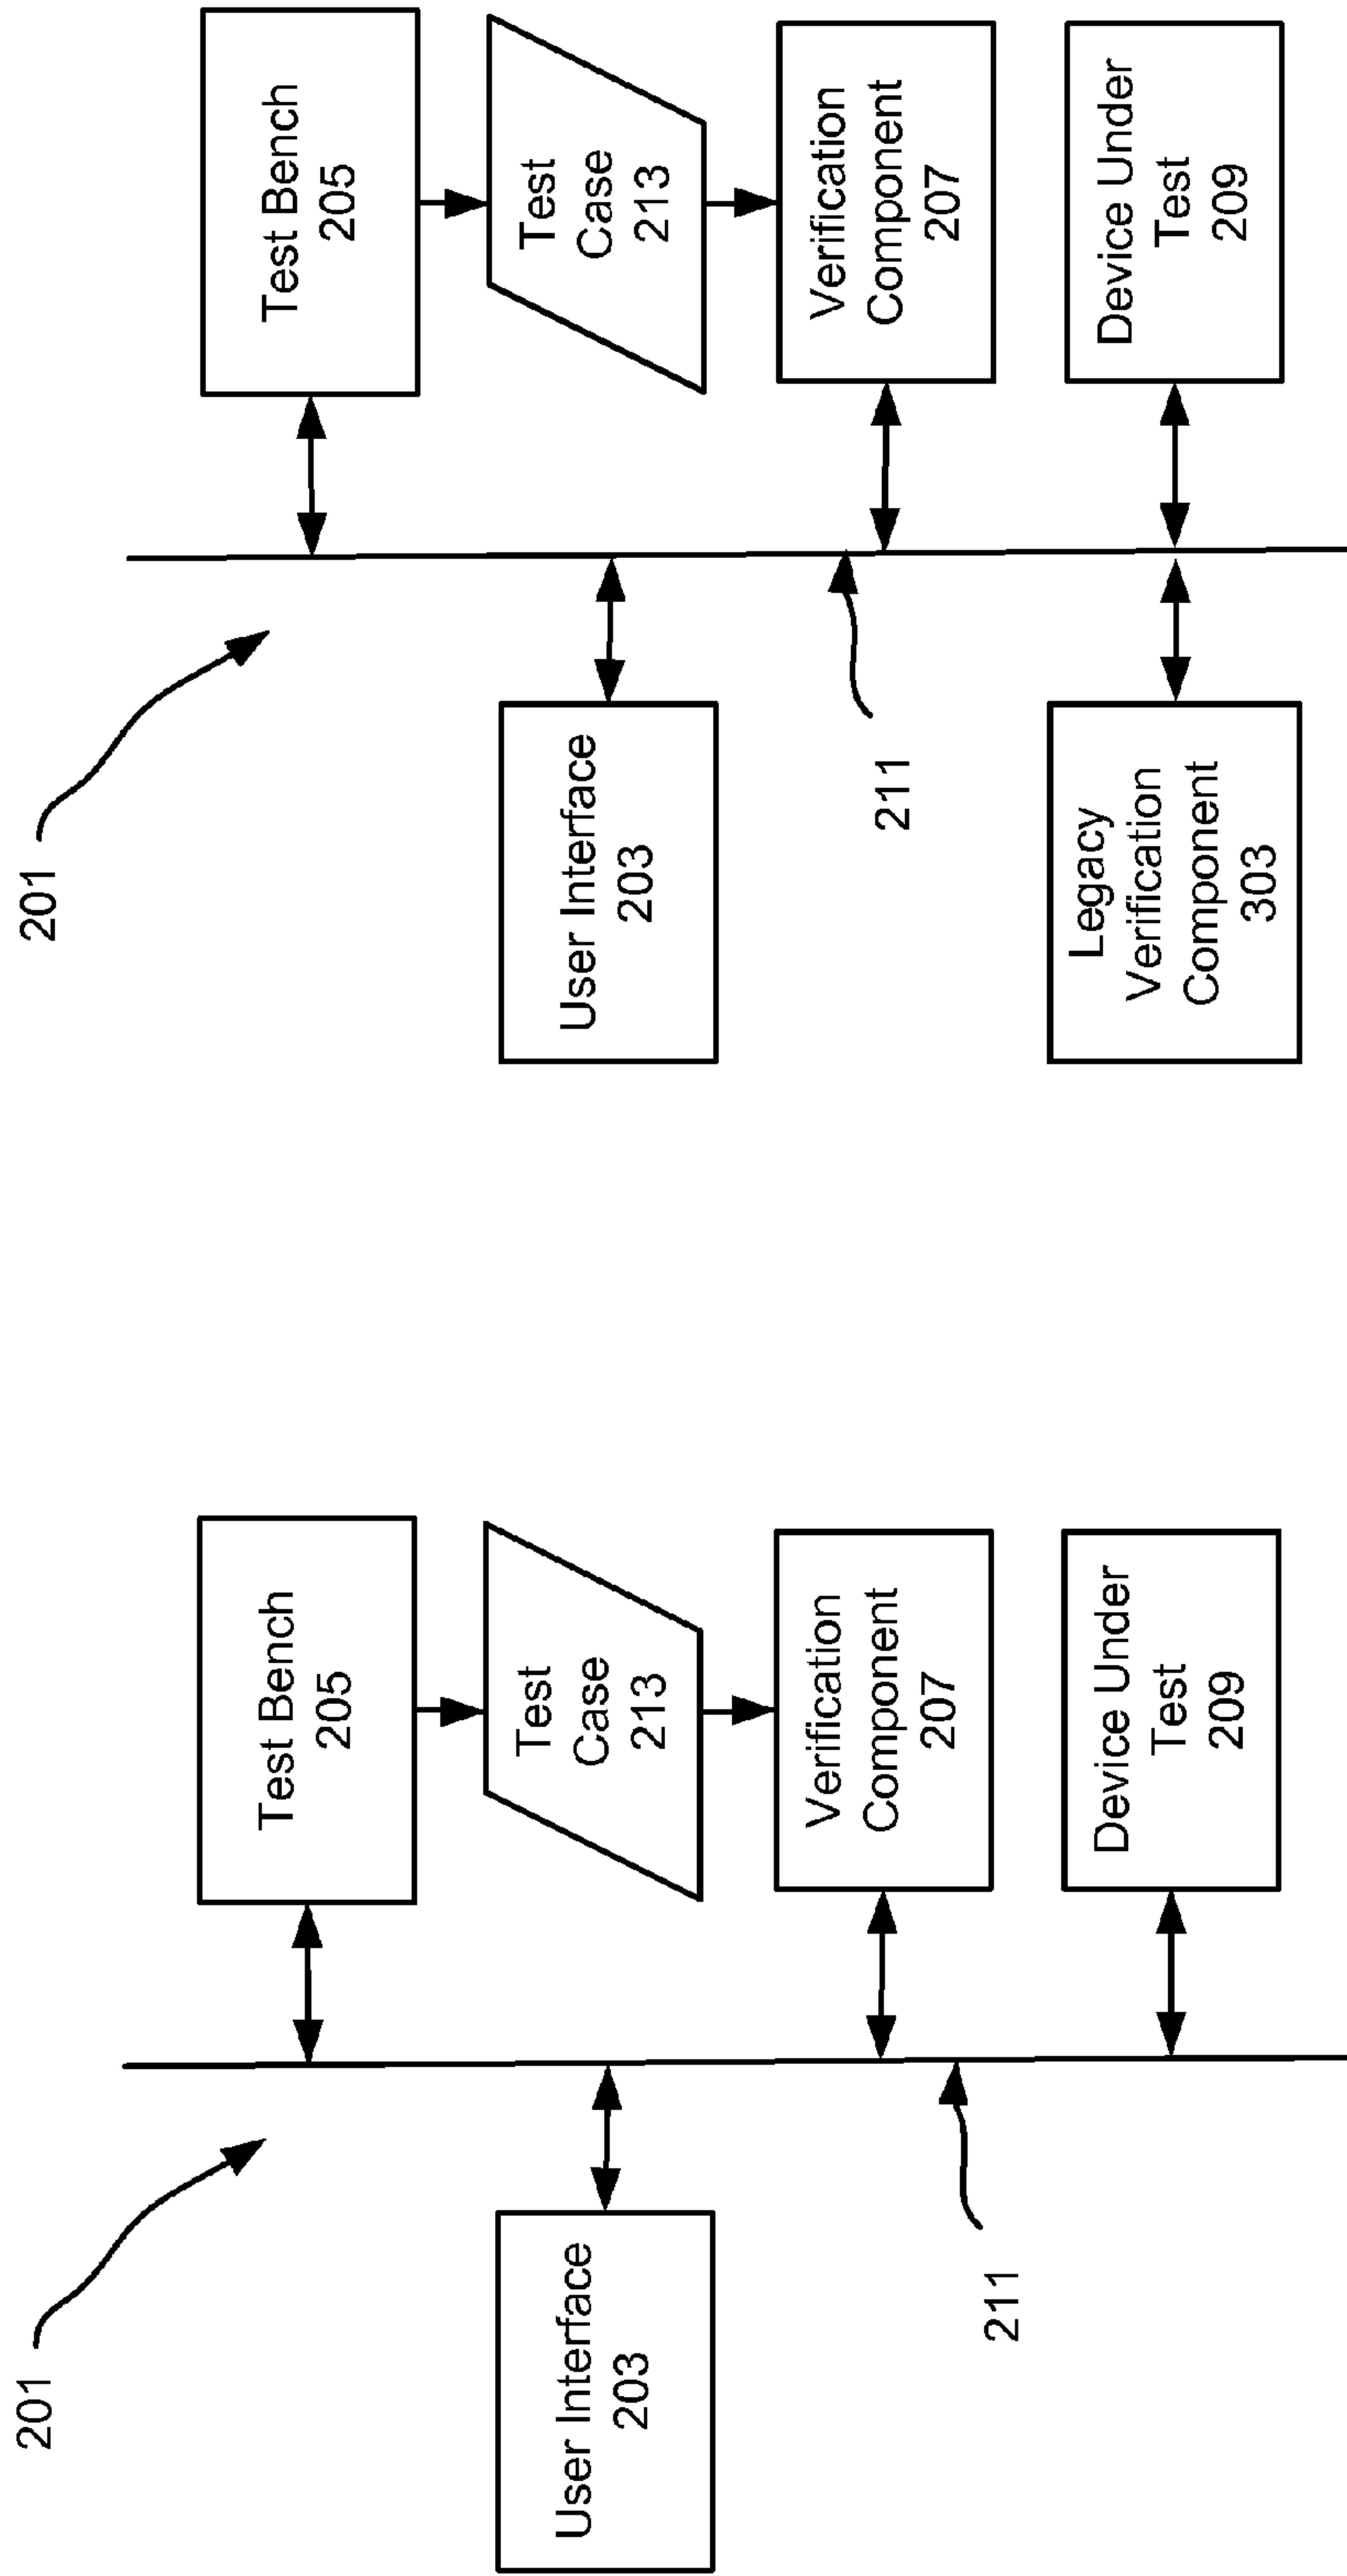 201
User Interface
203
211
Test Bench
205
Test
Case
213
Verification
Component
207
Device Under
Test
209
201
User Interface
203
211
Legacy
Verification
Component
303
Test Bench
205
Test
Case
213
Verification
Component
207
Device Under
Test
209